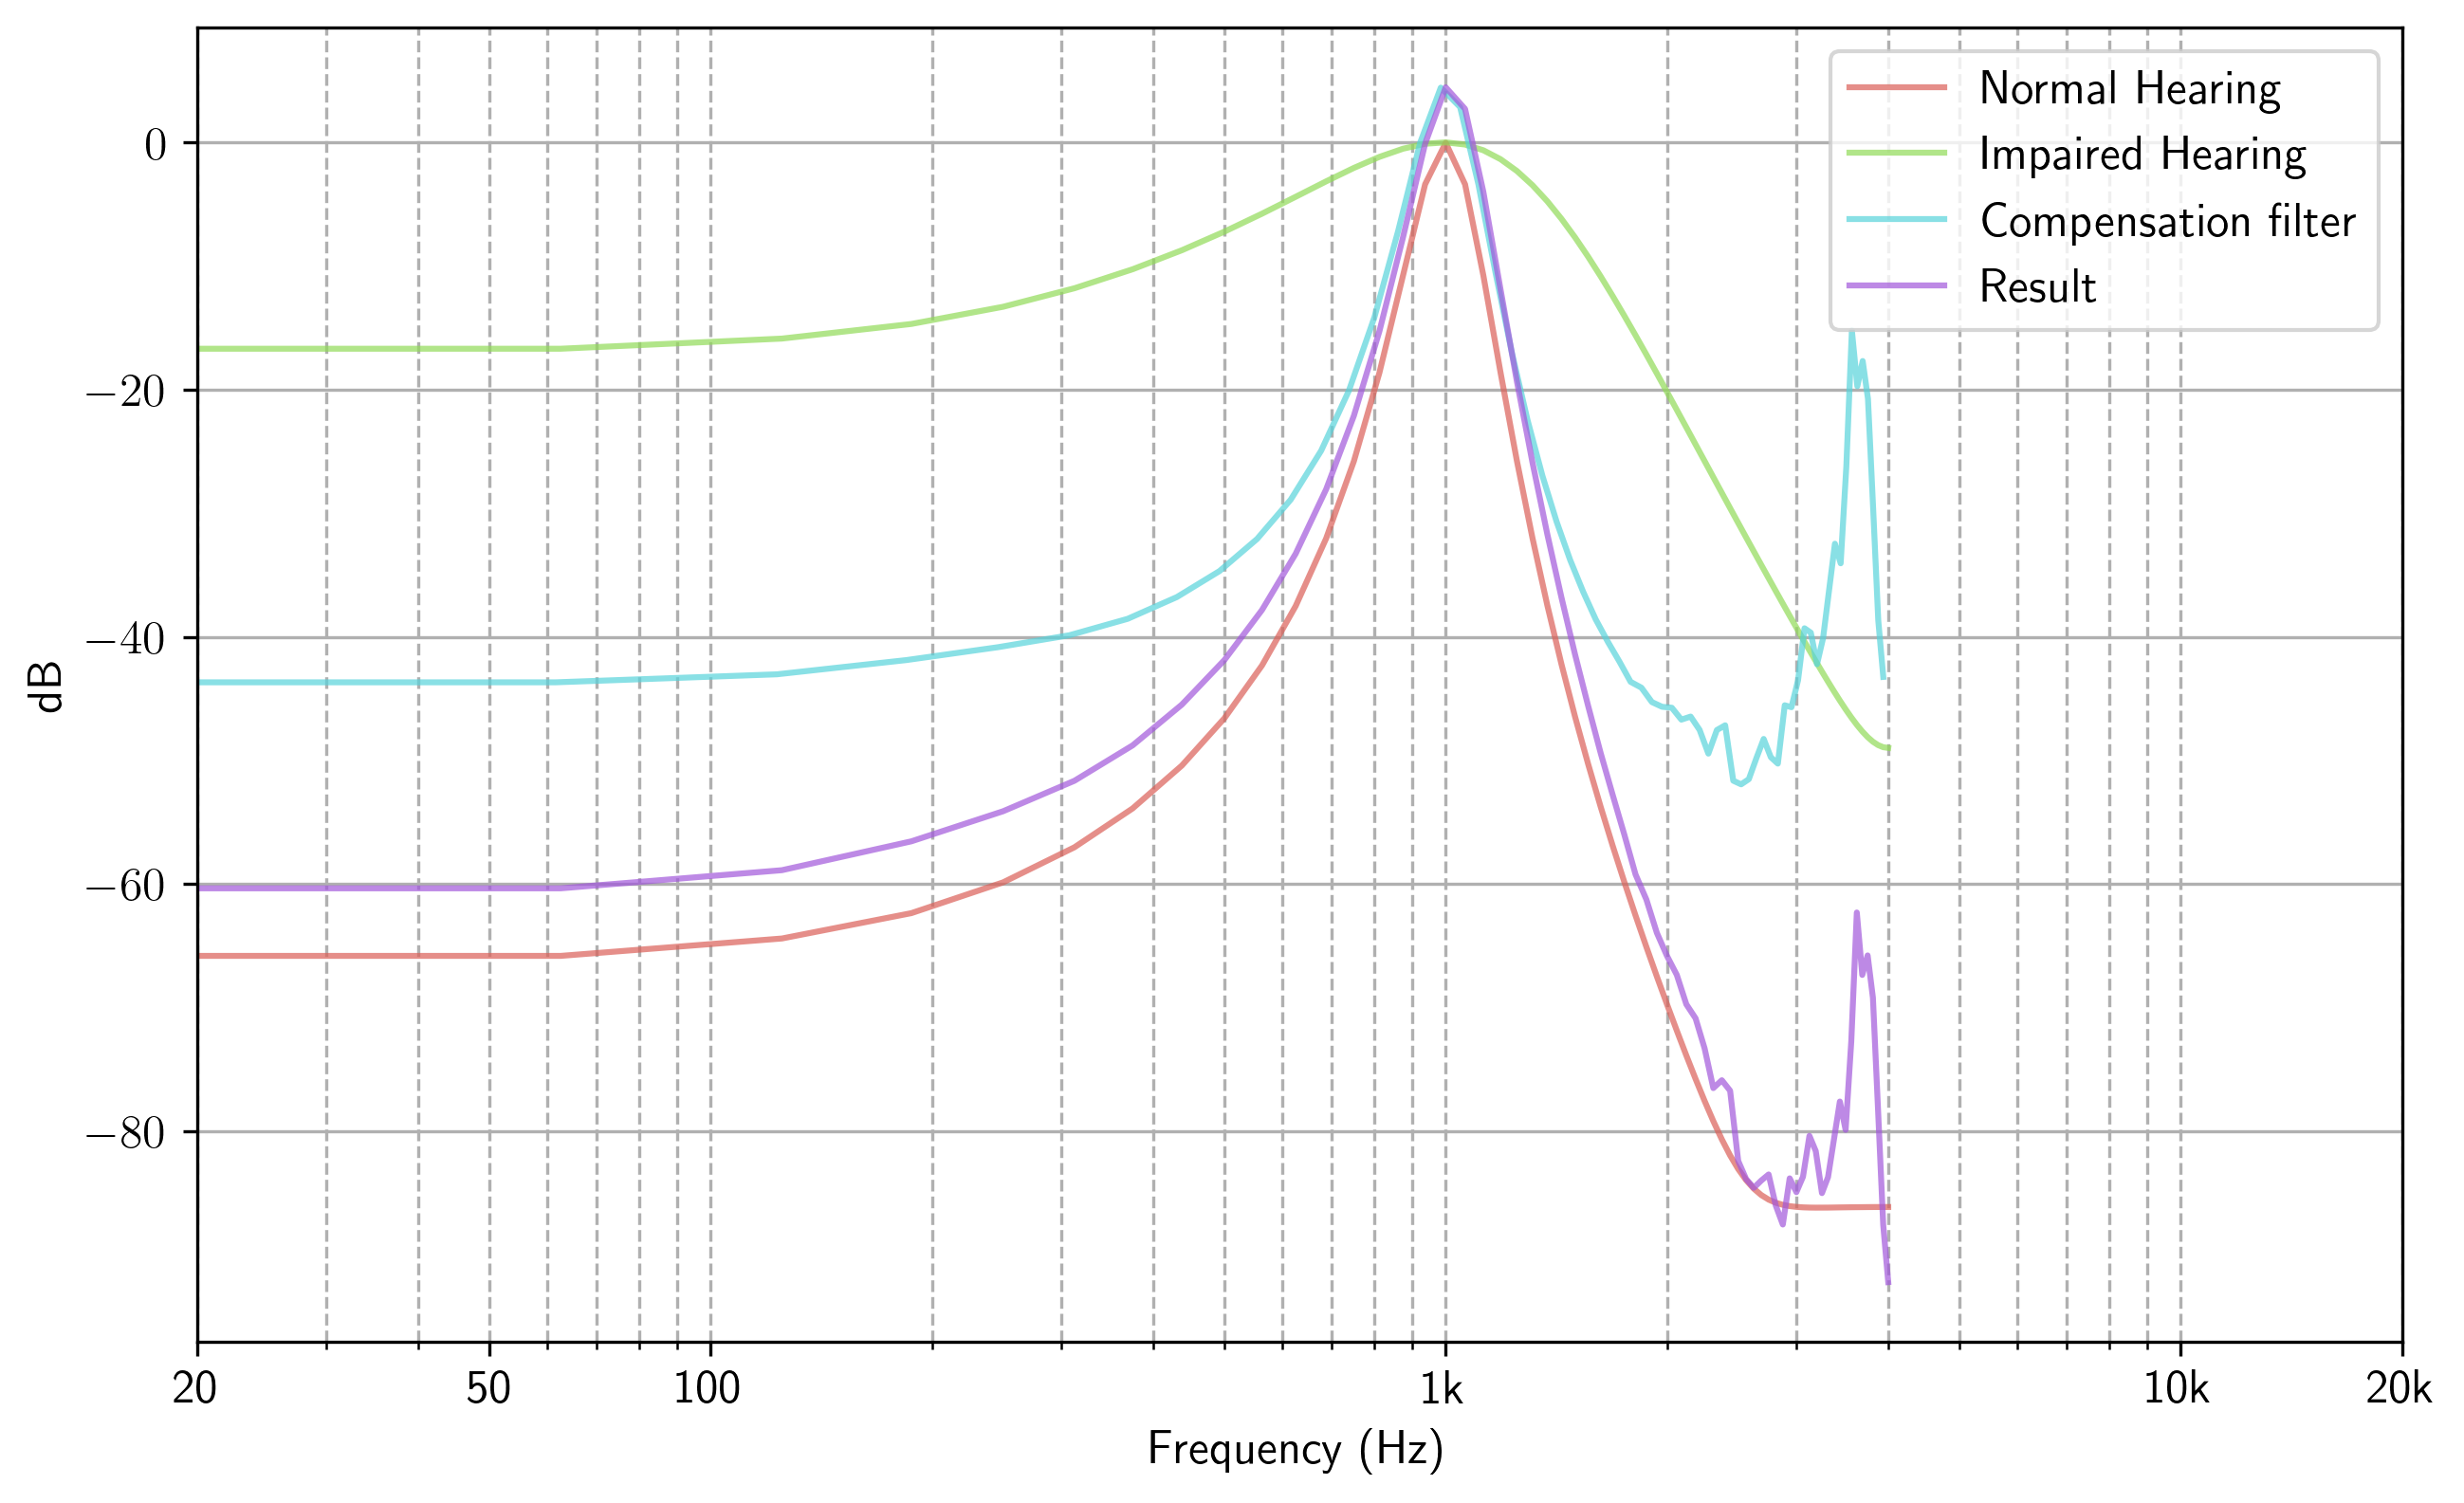 Normal Hearing
Impaired Hearing
Compensation filter
Result
0
−20
−40
−60
−80
dB
20 50 100 1k 10k 20k
Frequency (Hz)